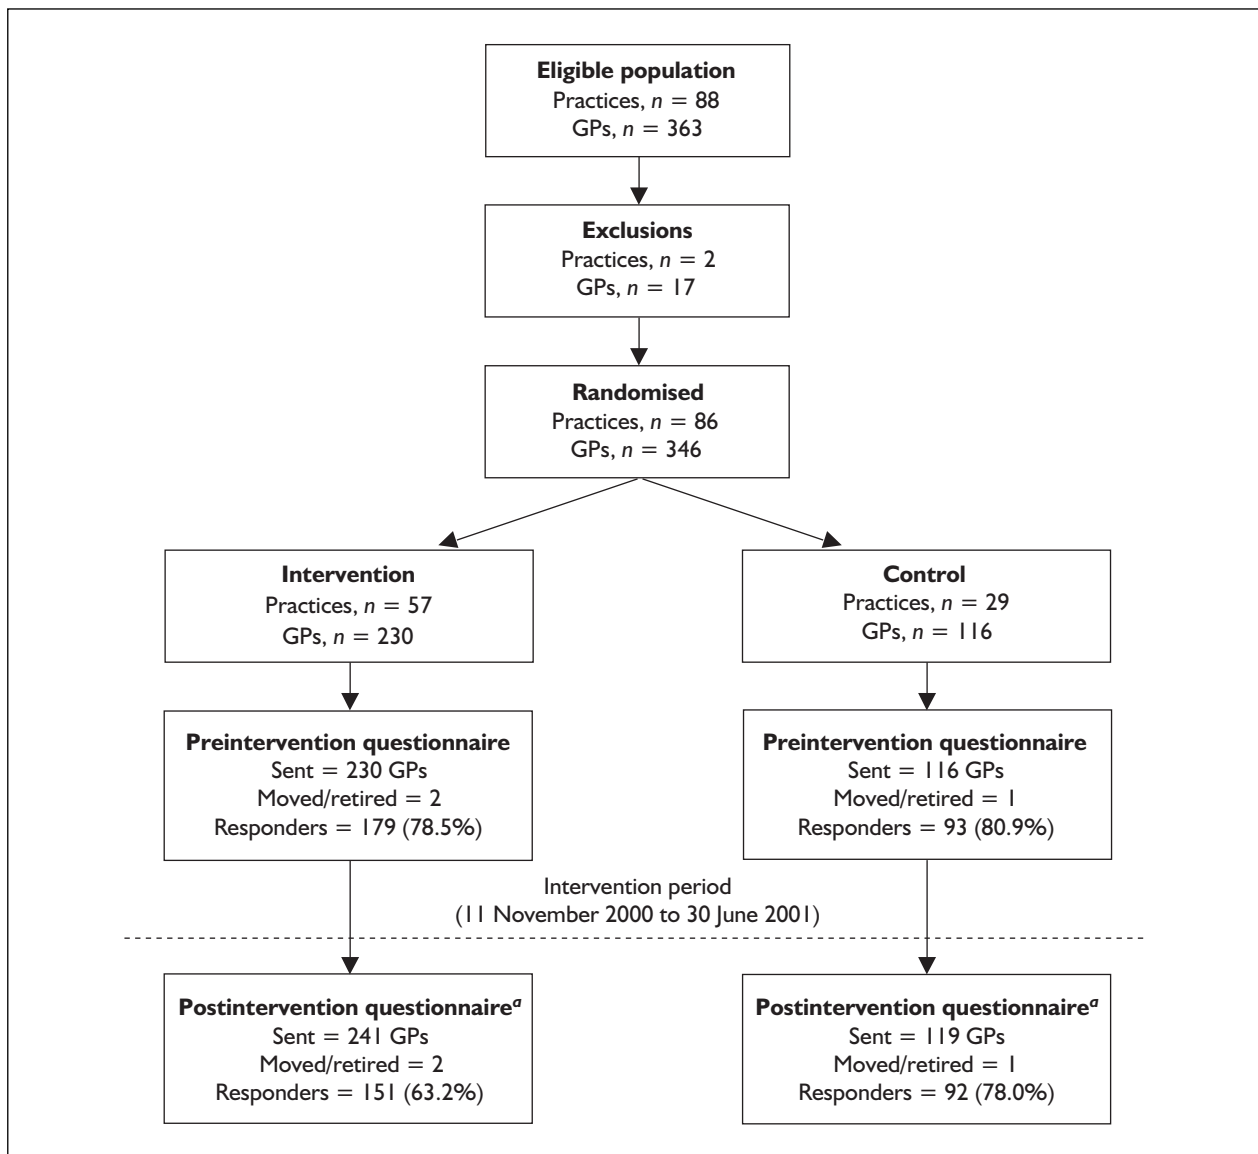 Eligible population
Practices, n = 88
GPs, n = 363
Exclusions
Practices, n = 2
GPs, n = 17
Randomised
Practices, n = 86
GPs, n = 346
Intervention
Practices, n = 57
GPs, n = 230
Control
Practices, n = 29
GPs, n = 116
Preintervention questionnaire
Sent = 230 GPs
Moved/retired = 2
Responders = 179 (78.5%)
Preintervention questionnaire
Sent = 116 GPs
Moved/retired = 1
Responders = 93 (80.9%)
Intervention period
(11 November 2000 to 30 June 2001)
Postintervention questionnaire^a
Sent = 241 GPs
Moved/retired = 2
Responders = 151 (63.2%)
Postintervention questionnaire^a
Sent = 119 GPs
Moved/retired = 1
Responders = 92 (78.0%)